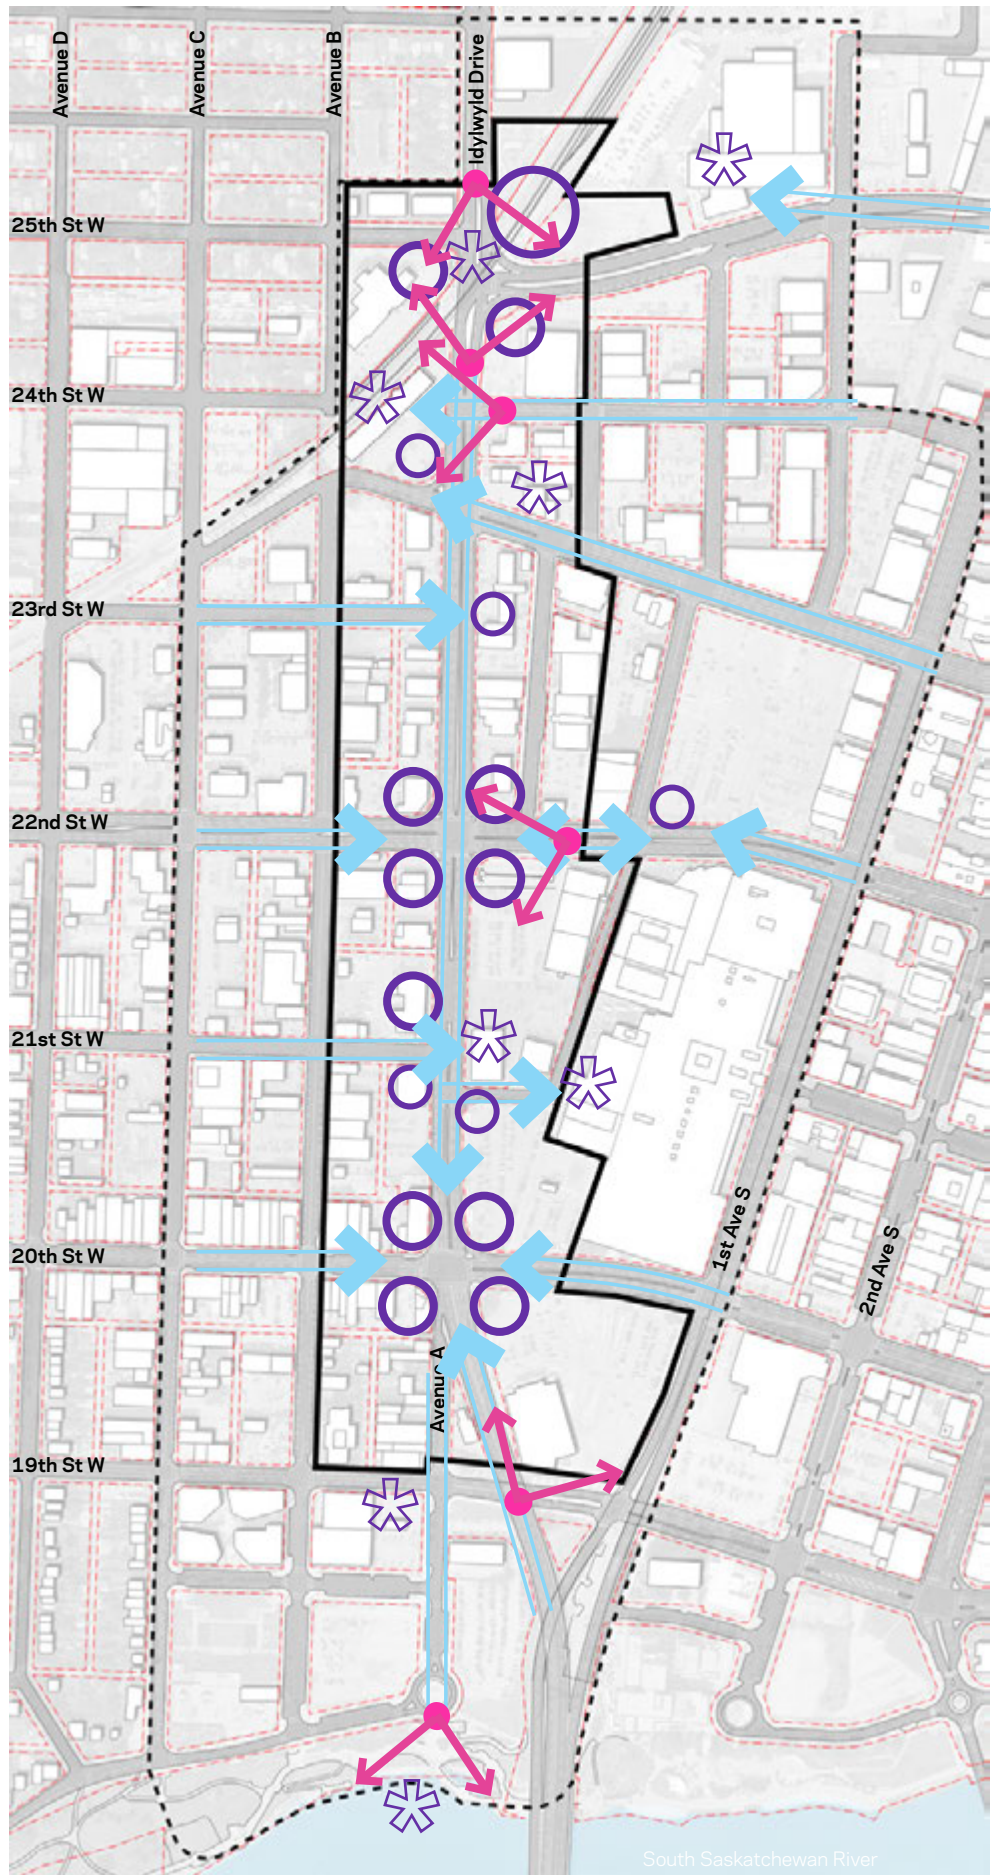 Avenue D
Avenue C
Avenue B
Idylwyld Drive
25th St W
24th St W
23rd St W
22nd St W
21st St W
20th St W
1st Ave S
2nd Ave S
Avenue A
19th St W
South Saskatchewan River